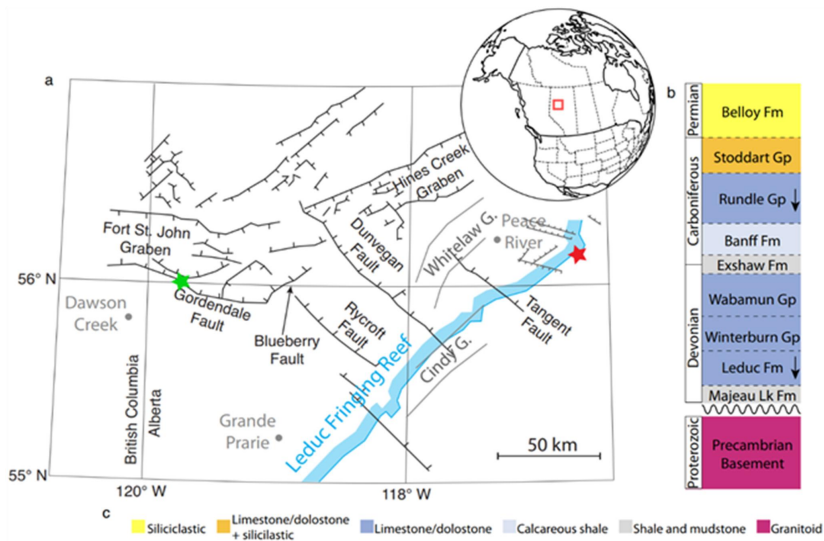 a
Hines Creek
Graben
Fort St. John
Graben
Dunvegan
Fault
Whitelaw G.
Peace
River
56° N
Dawson
Creek
Gordendale
Fault
Blueberry
Fault
Rycroft
Fault
Tangent
Fault
Cindy G.
Leduc Fringing Reef
British Columbia
Alberta
Grande
Prarie
50 km
55° N
120° W
118° W
b
Permian
Carboniferous
Devonian
Proterozoic
Belloy Fm
Stoddart Gp
Rundle Gp
Banff Fm
Exshaw Fm
Wabamun Gp
Winterburn Gp
Leduc Fm
Majeau Lk Fm
Precambrian
Basement
c
Siliciclastic
Limestone/dolostone
+ silicilastic
Limestone/dolostone
Calcareous shale
Shale and mudstone
Granitoid